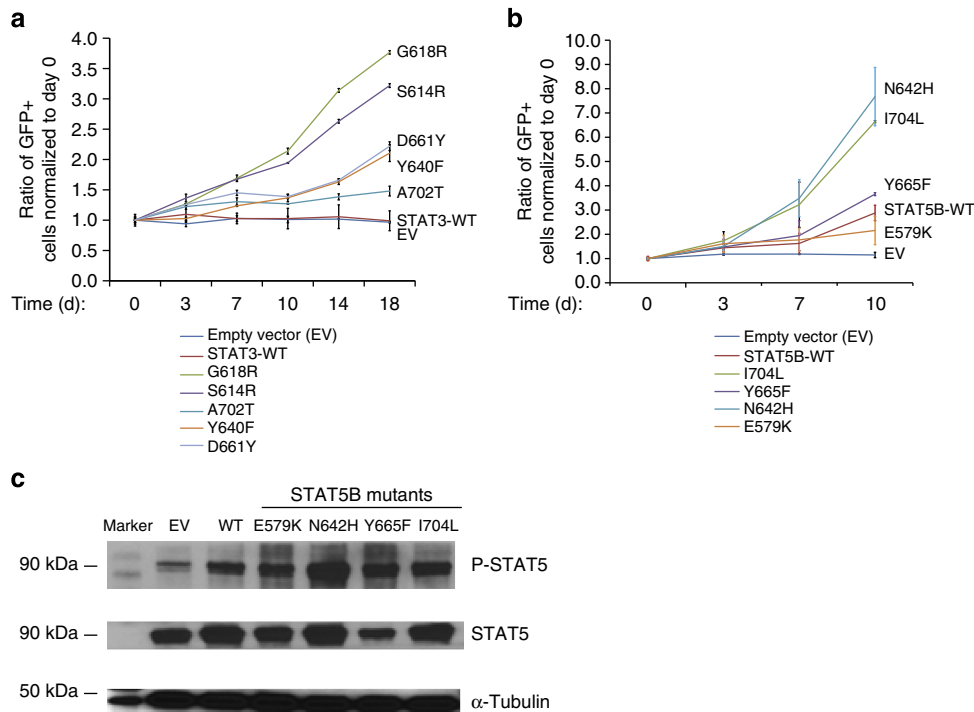 a
Ratio of GFP+
cells normalized to day 0
4.0
3.5
3.0
2.5
2.0
1.5
1.0
0.5
0.0
G618R
S614R
D661Y
Y640F
A702T
STAT3-WT
EV
Time (d): 0 3 7 10 14 18
Empty vector (EV)
STAT3-WT
G618R
S614R
A702T
Y640F
D661Y
b
Ratio of GFP+
cells normalized to day 0
10.0
9.0
8.0
7.0
6.0
5.0
4.0
3.0
2.0
1.0
0.0
N642H
I704L
Y665F
STAT5B-WT
E579K
EV
Time (d): 0 3 7 10
Empty vector (EV)
STAT5B-WT
I704L
Y665F
N642H
E579K
c
STAT5B mutants
Marker EV WT E579K N642H Y665F I704L
90 kDa P-STAT5
90 kDa STAT5
50 kDa α-Tubulin